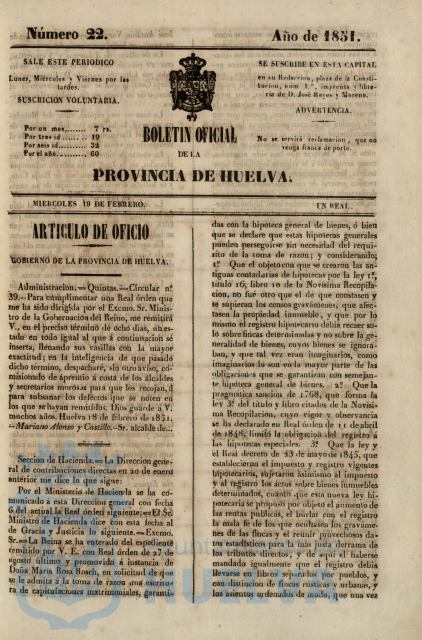 Número 22.
Año de 1851.
SALE ESTE PERIODICO
Lunes, Miércoles y Viernes por las
tardes.
SUSCRICION VOLUNTARIA.
Por un mes....... 7 rs.
Por tres id...... 19
Por seis id...... 32
Por el año...... 60
BOLETIN OFICIAL
DE LA
PROVINCIA DE HUELVA.
SE SUSCRIBE EN ESTA CAPITAL
en su Redaccion, plaza de la Consti-
tucion, núm 1.º, imprenta y libre-
ria de D. José Reyes y Moreno.
ADVERTENCIA.
No se servirá reclamacion, que no
venga franca de porte.
MIERCOLES 19 DE FEBRERO.
UN REAL.
ARTICULO DE OFICIO
GOBIERNO DE LA PROVINCIA DE HUELVA.
Administracion.=Quintas.=Circular nº
39.-Para cumplimentar una Real órden que
me ha sido dirigida por el Excmo. Sr. Minis-
tro de la Gobernacion del Reino, me remitirá
V., en el preciso término de ocho dias, un es-
tado en todo igual al que á continuacion se
inserta, llenando sus casillas con la mayor
exactitud; en la inteligencia de que pasado
dicho término, despacharé, sin otro aviso, co-
misionado de apremio á costa de los alcaldes
y secretarios morosos para que los recojan, ó
para subsanar los defectos que se noten en
los que se hayan remitidos. Dios guarde á V.
muchos años. Huelva 18 de febrero de 1851.
--Mariano Alonso y Castillo.-Sr. alcalde de...
Seccion de Hacienda.=La Direccion gene-
ral de contribuciones directas en 20 de enero
anterior me dice lo que sigue:
Por el Ministerio de Hacienda se ha co-
municado á esta Direccion general con fecha
6 del actual la Real órden siguiente.=El Sr.
Ministro de Hacienda dice con esta fecha al
de Gracia y Justicia lo siguiente.=Excmo.
Sr.=La Reina se ha enterado del espediente
remitido por V. E. con Real órden de 27 de
agosto último y promovido á instancia de
Doña Maria Rosa Rosch, en solicitud de que
se le admita á la toma de razon una escritu-
ra de capitulaciones matrimoniales, garanti-
das con la hipoteca general de bienes, ó bien
que se declare que estas hipotecas generales
pueden perseguirse sin necesidad del requi-
sito de la toma de razon; y considerando;
1º Que el objeto con que se crearon las an-
tiguas contadurias de hipotecas por la ley 1ª,
titulo 16, libro 10 de la Novísima Recopila-
cion, no fué otro que el de que constasen y
se supieran los censos gravámenes, que afec-
tasen la propiedad inmueble, y que por lo
mismo el registro hipotecario debia recaer so-
bre fincas determinadas y no sobre la ge-
neralidad de bienes, cuyos bienes se ignora-
ban, y que tal vez eran imaginarios, como
imaginarios lo son en la mayor parte de las
obligaciones que se garantizan con semejan-
te hipoteca general de bienes. 2º Que la
pragmática sancion de 1768, que forma la
ley 3ª del titulo y libro citados de la Novísi-
ma Recopilacion, cuyo vigor y observancia
se ha declarado en Real órden de 11 de abril
de 1848, limitó la obligacion del registro á
las hipotecas especiales. 3º Que la ley y
el Real decreto de 23 de mayo de 1845, que
establecieron el impuesto y registro vigentes
hipotecarios, sujetaron asimismo al impuesto
y al registro los actos sobre bienes inmuebles
determinados, cuanto que esta nueva ley hi-
potecaria se propuso por objeto el aumento de
las rentas públicas, el burlar con el registro
la mala fé de los que ocultasen los gravame-
nes de las fincas y el reunir provechosos da-
tos estadísticos para la mas justa derrama de
los tributos directos, y de aqui el haberse
mandado igualmente que el registro debia
llevarse en libros separados por pueblos, y
con distincion de fincas rústicas y urbanas, y
los asientos ordenados de modo, que una vez
HUELVA